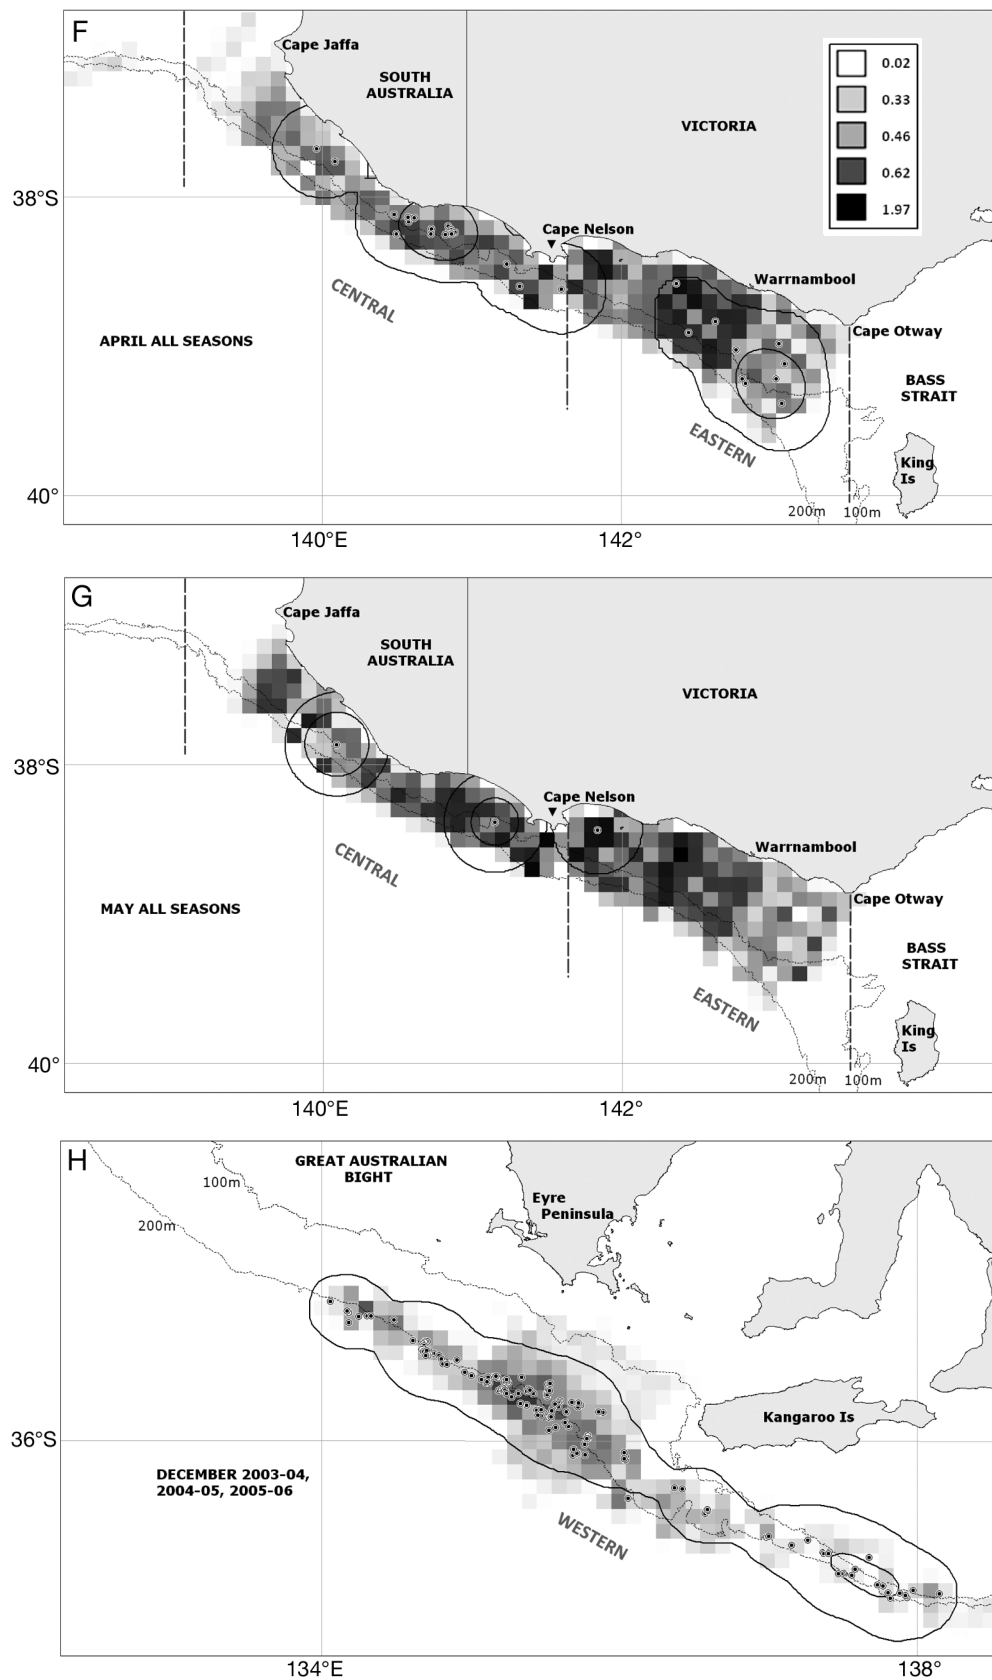 F
Cape Jaffa
SOUTH
AUSTRALIA
VICTORIA
0.02
0.33
0.46
0.62
1.97
38°S
Cape Nelson
CENTRAL
Warrnambool
APRIL ALL SEASONS
Cape Otway
BASS
STRAIT
EASTERN
King
Is
40°
200m
100m
140°E
142°
G
Cape Jaffa
SOUTH
AUSTRALIA
VICTORIA
38°S
Cape Nelson
CENTRAL
Warrnambool
MAY ALL SEASONS
Cape Otway
BASS
STRAIT
EASTERN
King
Is
40°
200m
100m
140°E
142°
H
GREAT AUSTRALIAN
BIGHT
100m
200m
Eyre
Peninsula
Kangaroo Is
36°S
DECEMBER 2003-04,
2004-05, 2005-06
WESTERN
134°E
138°